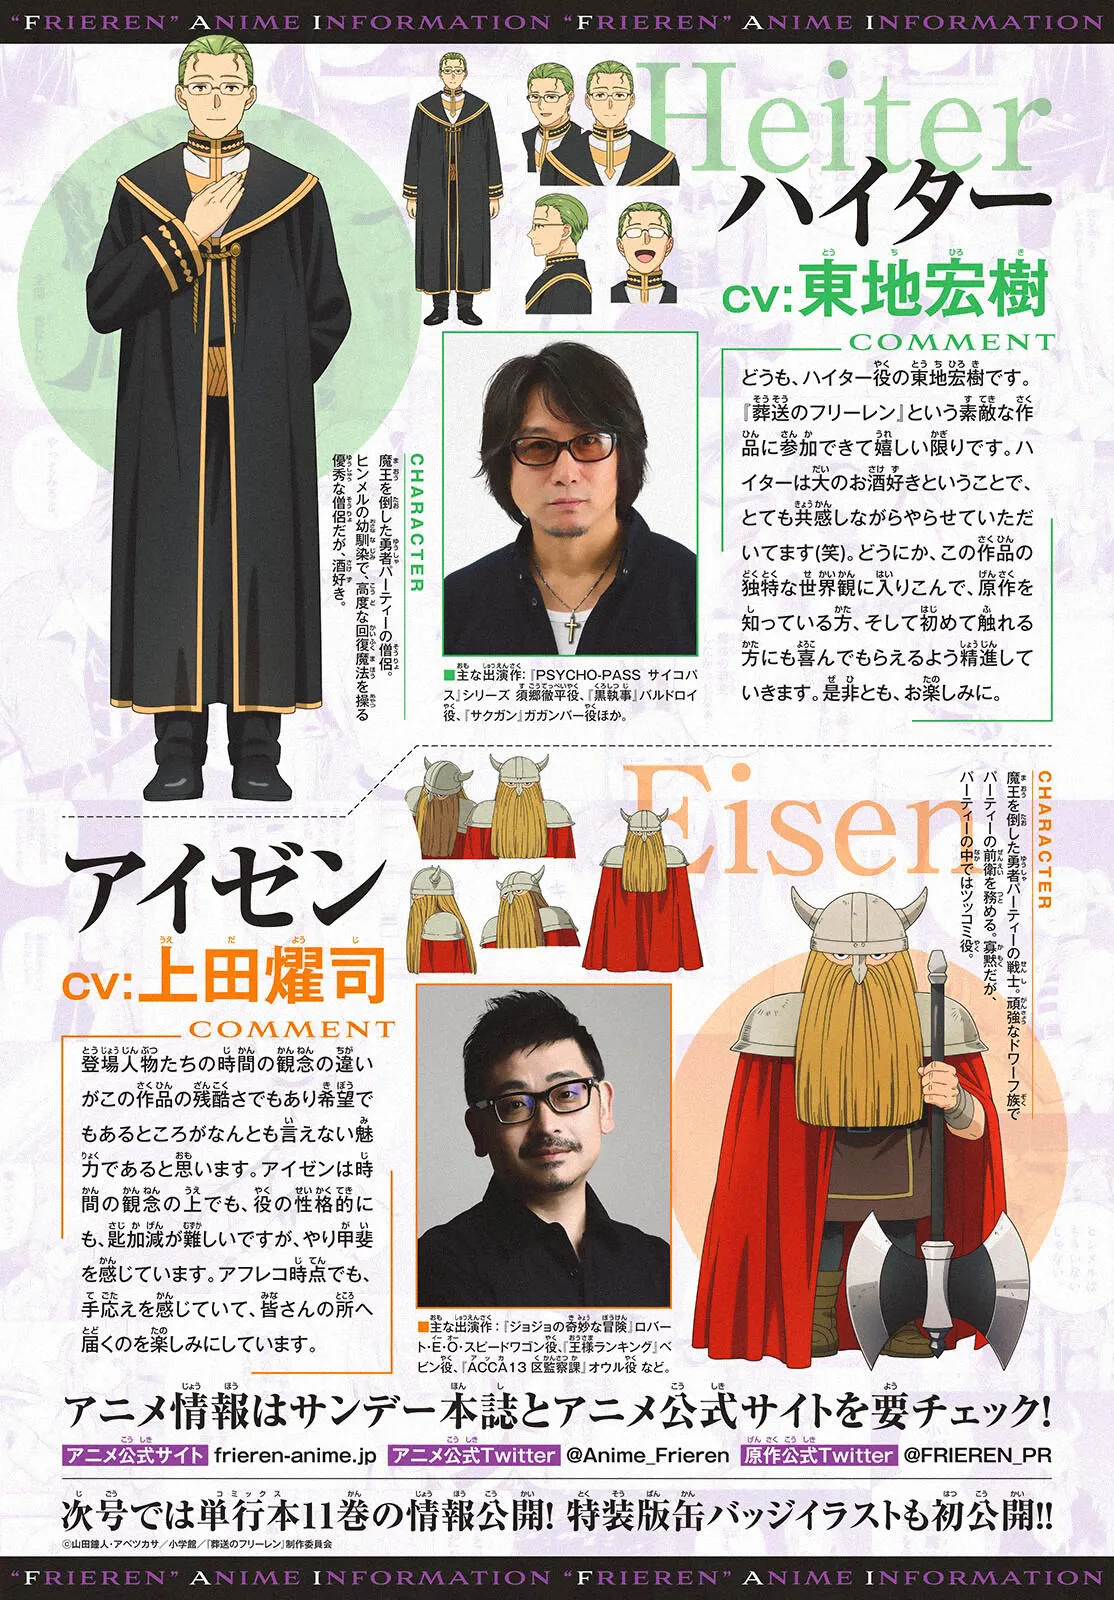 "FRIEREN" ANIME INFORMATION "FRIEREN" ANIME INFORMATION
Heiter
ハイター
とうちひろき
CV:東地宏樹
COMMENT
どうも、ハイター役の東地宏樹です。
『葬送のフリーレン』という素敵な作
品に参加できて嬉しい限りです。ハ
イターは大のお酒好きということで、
とても共感しながらやらせていただ
いてます(笑)。どうにか、この作品の
独特な世界観に入りこんで、原作を
知っている方、そして初めて触れる
方にも喜んでもらえるよう精進して
いきます。是非とも、お楽しみに。
CHARACTER
魔王を倒した勇者パーティーの僧侶。
ヒンメルの幼馴染で、高度な回復魔法を操る
優秀な僧侶だが、酒好き。
■主な出演作:『PSYCHO-PASS サイコパ
ス』シリーズ 須郷徹平役、『黒執事』バルドロイ
役、『サクガン』ガガンバー役ほか。
Eisen
アイゼン
うえだようじ
CV:上田燿司
COMMENT
登場人物たちの時間の観念の違い
がこの作品の残酷さでもあり希望で
もあるところがなんとも言えない魅
力であると思います。アイゼンは時
間の観念の上でも、役の性格的に
も、匙加減が難しいですが、やり甲斐
を感じています。アフレコ時点でも、
手応えを感じていて、皆さんの所へ
届くのを楽しみにしています。
CHARACTER
魔王を倒した勇者パーティーの戦士。頑強なドワーフ族で
パーティーの前衛を務める。寡黙だが、
パーティーの中ではツッコミ役。
■主な出演作:『ジョジョの奇妙な冒険』ロバー
ト・E・O・スピードワゴン役、『王様ランキング』ベ
ビン役、『ACCA13区監察課』オウル役 など。
アニメ情報はサンデー本誌とアニメ公式サイトを要チェック!
アニメ公式サイト frieren-anime.jp アニメ公式Twitter @Anime_Frieren 原作公式Twitter @FRIEREN_PR
次号では単行本11巻の情報公開! 特装版缶バッジイラストも初公開!!
©山田鐘人・アベツカサ/小学館/『葬送のフリーレン』製作委員会
"FRIEREN" ANIME INFORMATION "FRIEREN" ANIME INFORMATION